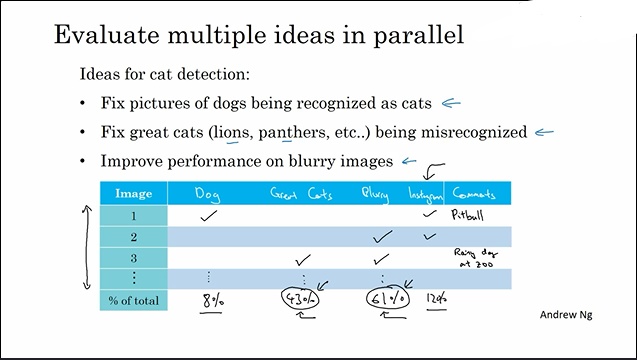 Evaluate multiple ideas in parallel
Ideas for cat detection:
• Fix pictures of dogs being recognized as cats
• Fix great cats (lions, panthers, etc..) being misrecognized
• Improve performance on blurry images
Image Dog Great Cats Blurry Instagram Comments
1 ✓ ✓ Pitbull
2 ✓ ✓
3 ✓ ✓ Rainy day
at zoo
⋮ ⋮ ⋮ ⋮
% of total 8% 43% 61% 12%
Andrew Ng